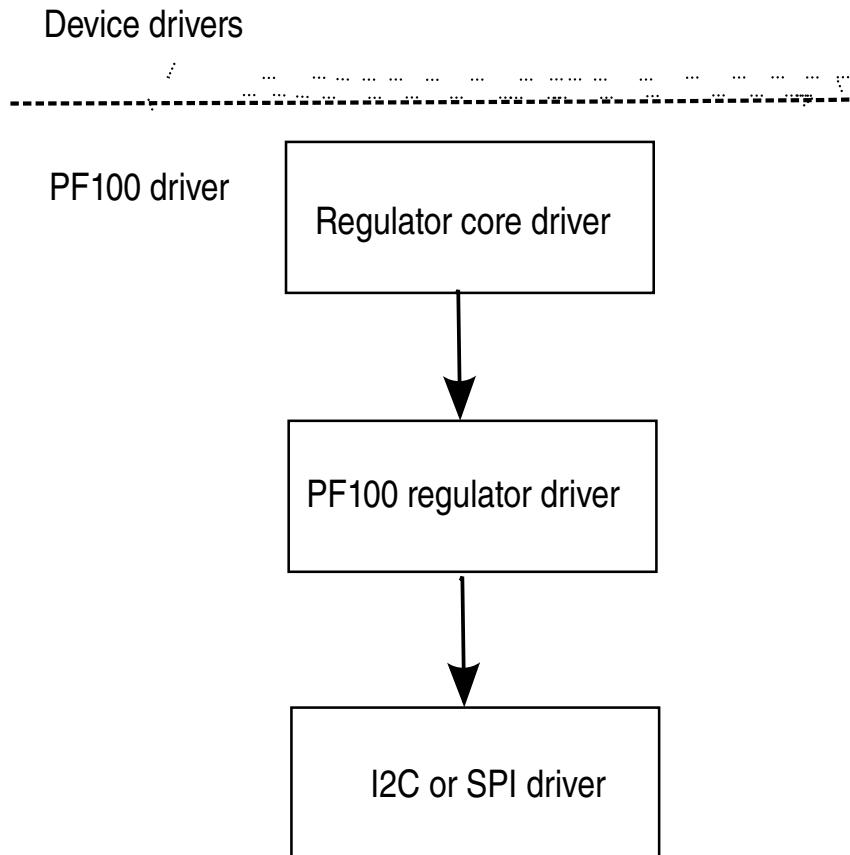 Device drivers
PF100 driver
Regulator core driver
PF100 regulator driver
I2C or SPI driver